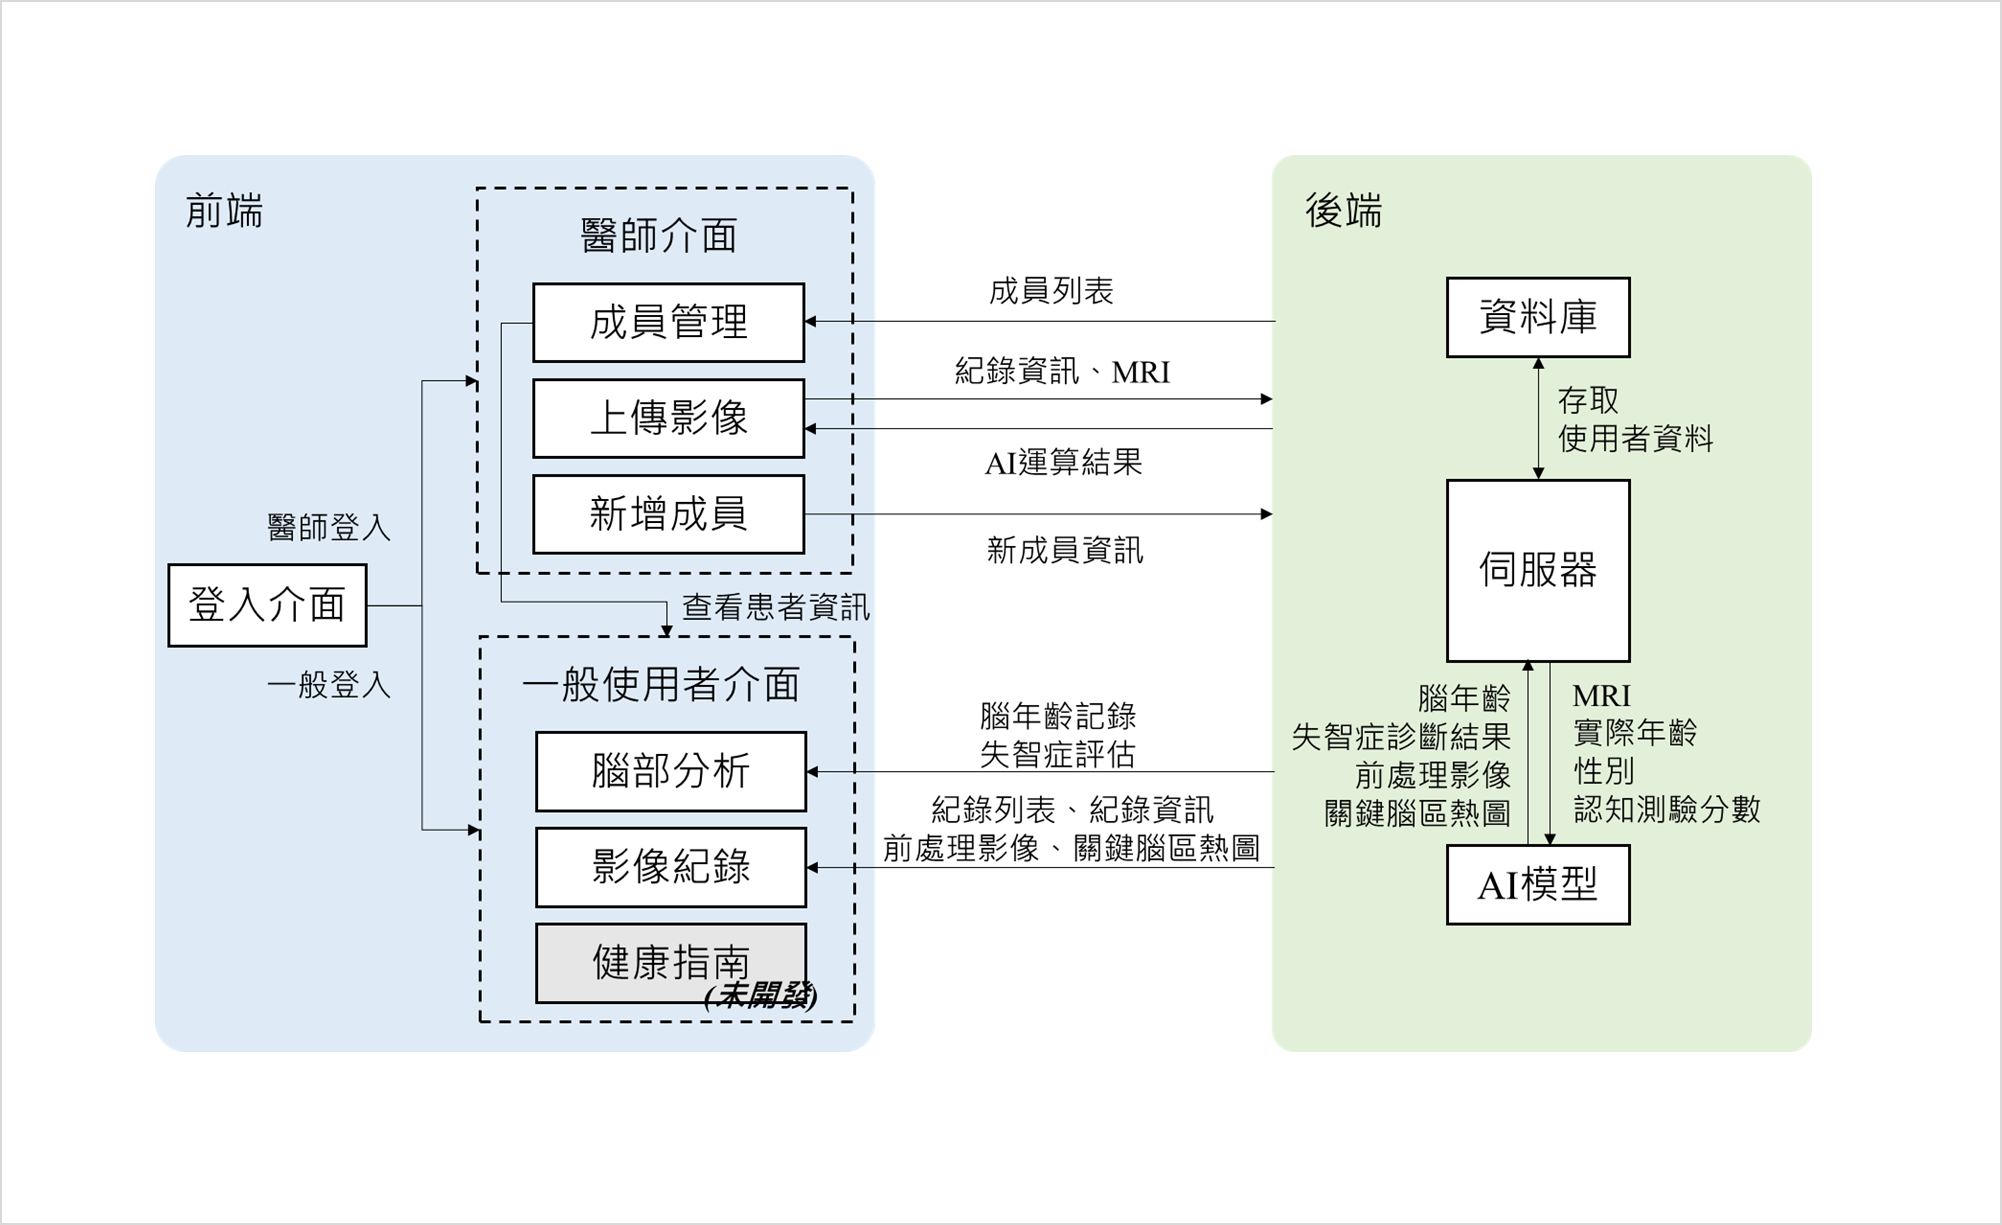 前端
醫師介面
成員管理
上傳影像
新增成員
醫師登入
登入介面
一般登入
查看患者資訊
一般使用者介面
腦部分析
影像紀錄
健康指南
(未開發)
成員列表
紀錄資訊、MRI
AI運算結果
新成員資訊
腦年齡記錄
失智症評估
紀錄列表、紀錄資訊
前處理影像、關鍵腦區熱圖
後端
資料庫
存取
使用者資料
伺服器
腦年齡
失智症診斷結果
前處理影像
關鍵腦區熱圖
MRI
實際年齡
性別
認知測驗分數
AI模型